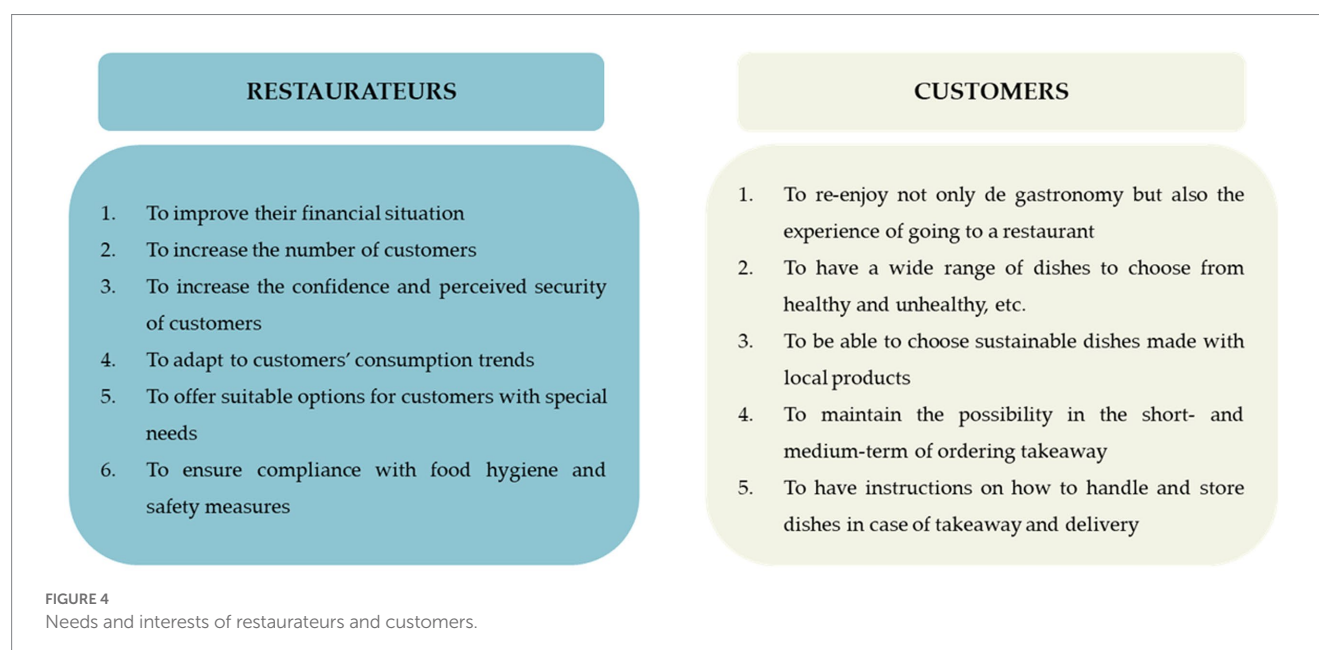 RESTAURATEURS
1. To improve their financial situation
2. To increase the number of customers
3. To increase the confidence and perceived security
of customers
4. To adapt to customers’ consumption trends
5. To offer suitable options for customers with special
needs
6. To ensure compliance with food hygiene and
safety measures
CUSTOMERS
1. To re-enjoy not only de gastronomy but also the
experience of going to a restaurant
2. To have a wide range of dishes to choose from
healthy and unhealthy, etc.
3. To be able to choose sustainable dishes made with
local products
4. To maintain the possibility in the short- and
medium-term of ordering takeaway
5. To have instructions on how to handle and store
dishes in case of takeaway and delivery
FIGURE 4
Needs and interests of restaurateurs and customers.